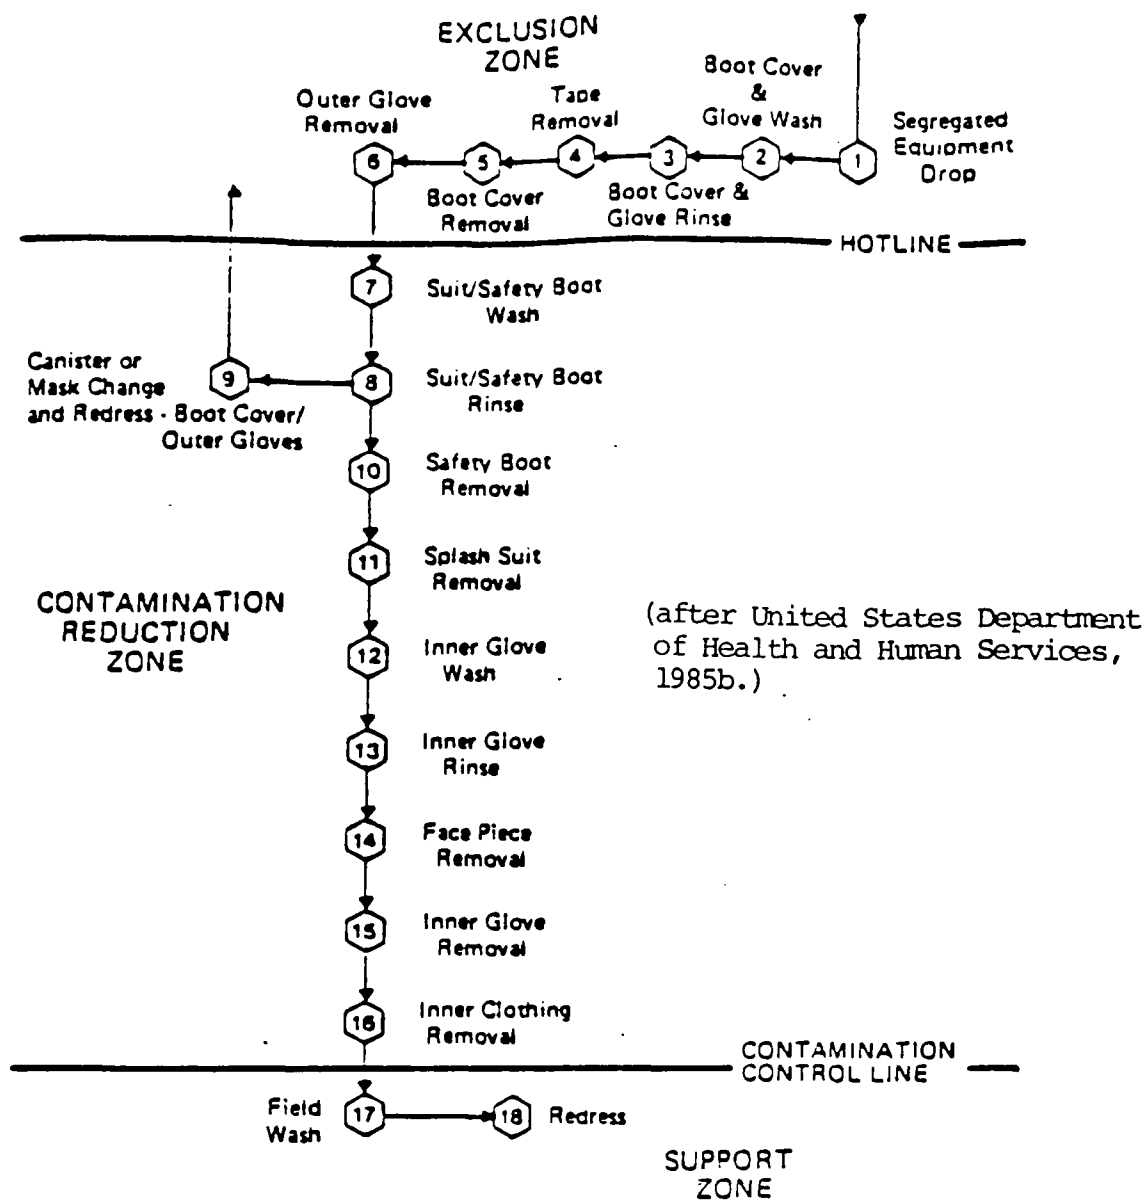 EXCLUSION
ZONE
Outer Glove
Removal
Tape
Removal
Boot Cover
&
Glove Wash
Segregated
Equipment
Drop
6
5
4
3
2
1
Boot Cover
Removal
Boot Cover &
Glove Rinse
HOTLINE
7
Suit/Safety Boot
Wash
Canister or
Mask Change
and Redress - Boot Cover/
Outer Gloves
9
8
Suit/Safety Boot
Rinse
10
Safety Boot
Removal
11
Splash Suit
Removal
CONTAMINATION
REDUCTION
ZONE
(after United States Department
of Health and Human Services,
1985b.)
12
Inner Glove
Wash
13
Inner Glove
Rinse
14
Face Piece
Removal
15
Inner Glove
Removal
16
Inner Clothing
Removal
CONTAMINATION
CONTROL LINE
Field
Wash
17
18
Redress
SUPPORT
ZONE